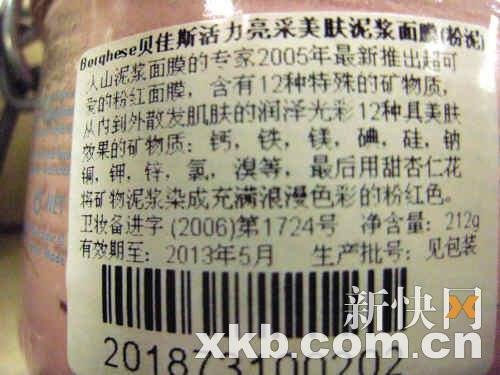 Borghese贝佳斯活力亮采美肤泥浆面膜(粉泥)
火山泥浆面膜的专家2005年最新推出超可
爱的粉红面膜,含有12种特殊的矿物质,
从内到外散发肌肤的润泽光彩12种具美肤
效果的矿物质:钙,铁,镁,碘,硅,钠
铜,钾,锌,氯,溴等,最后用甜杏仁花
将矿物泥浆染成充满浪漫色彩的粉红色。
卫妆备进字(2006)第1724号 净含量:212g
有效期至:2013年5月 生产批号:见包装
201873100202
新快网
xkb.com.cn